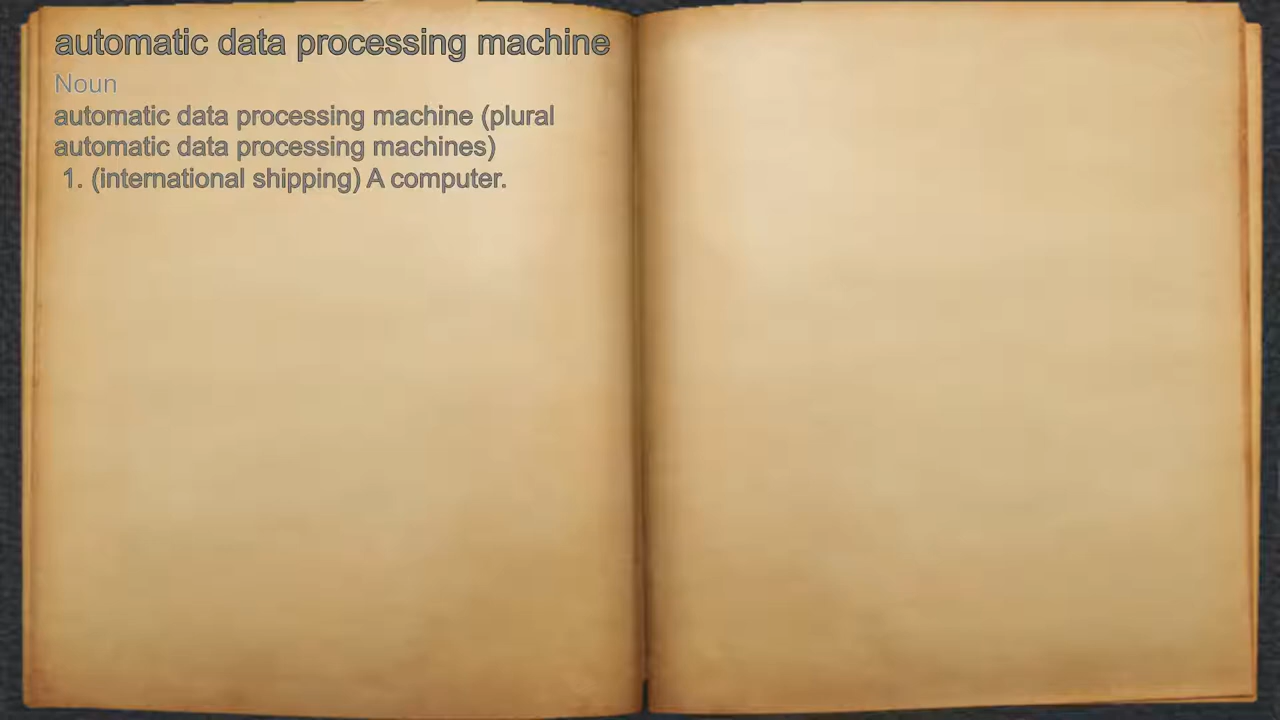 automatic data processing machine
Noun
automatic data processing machine (plural
automatic data processing machines)
1. (international shipping) A computer.